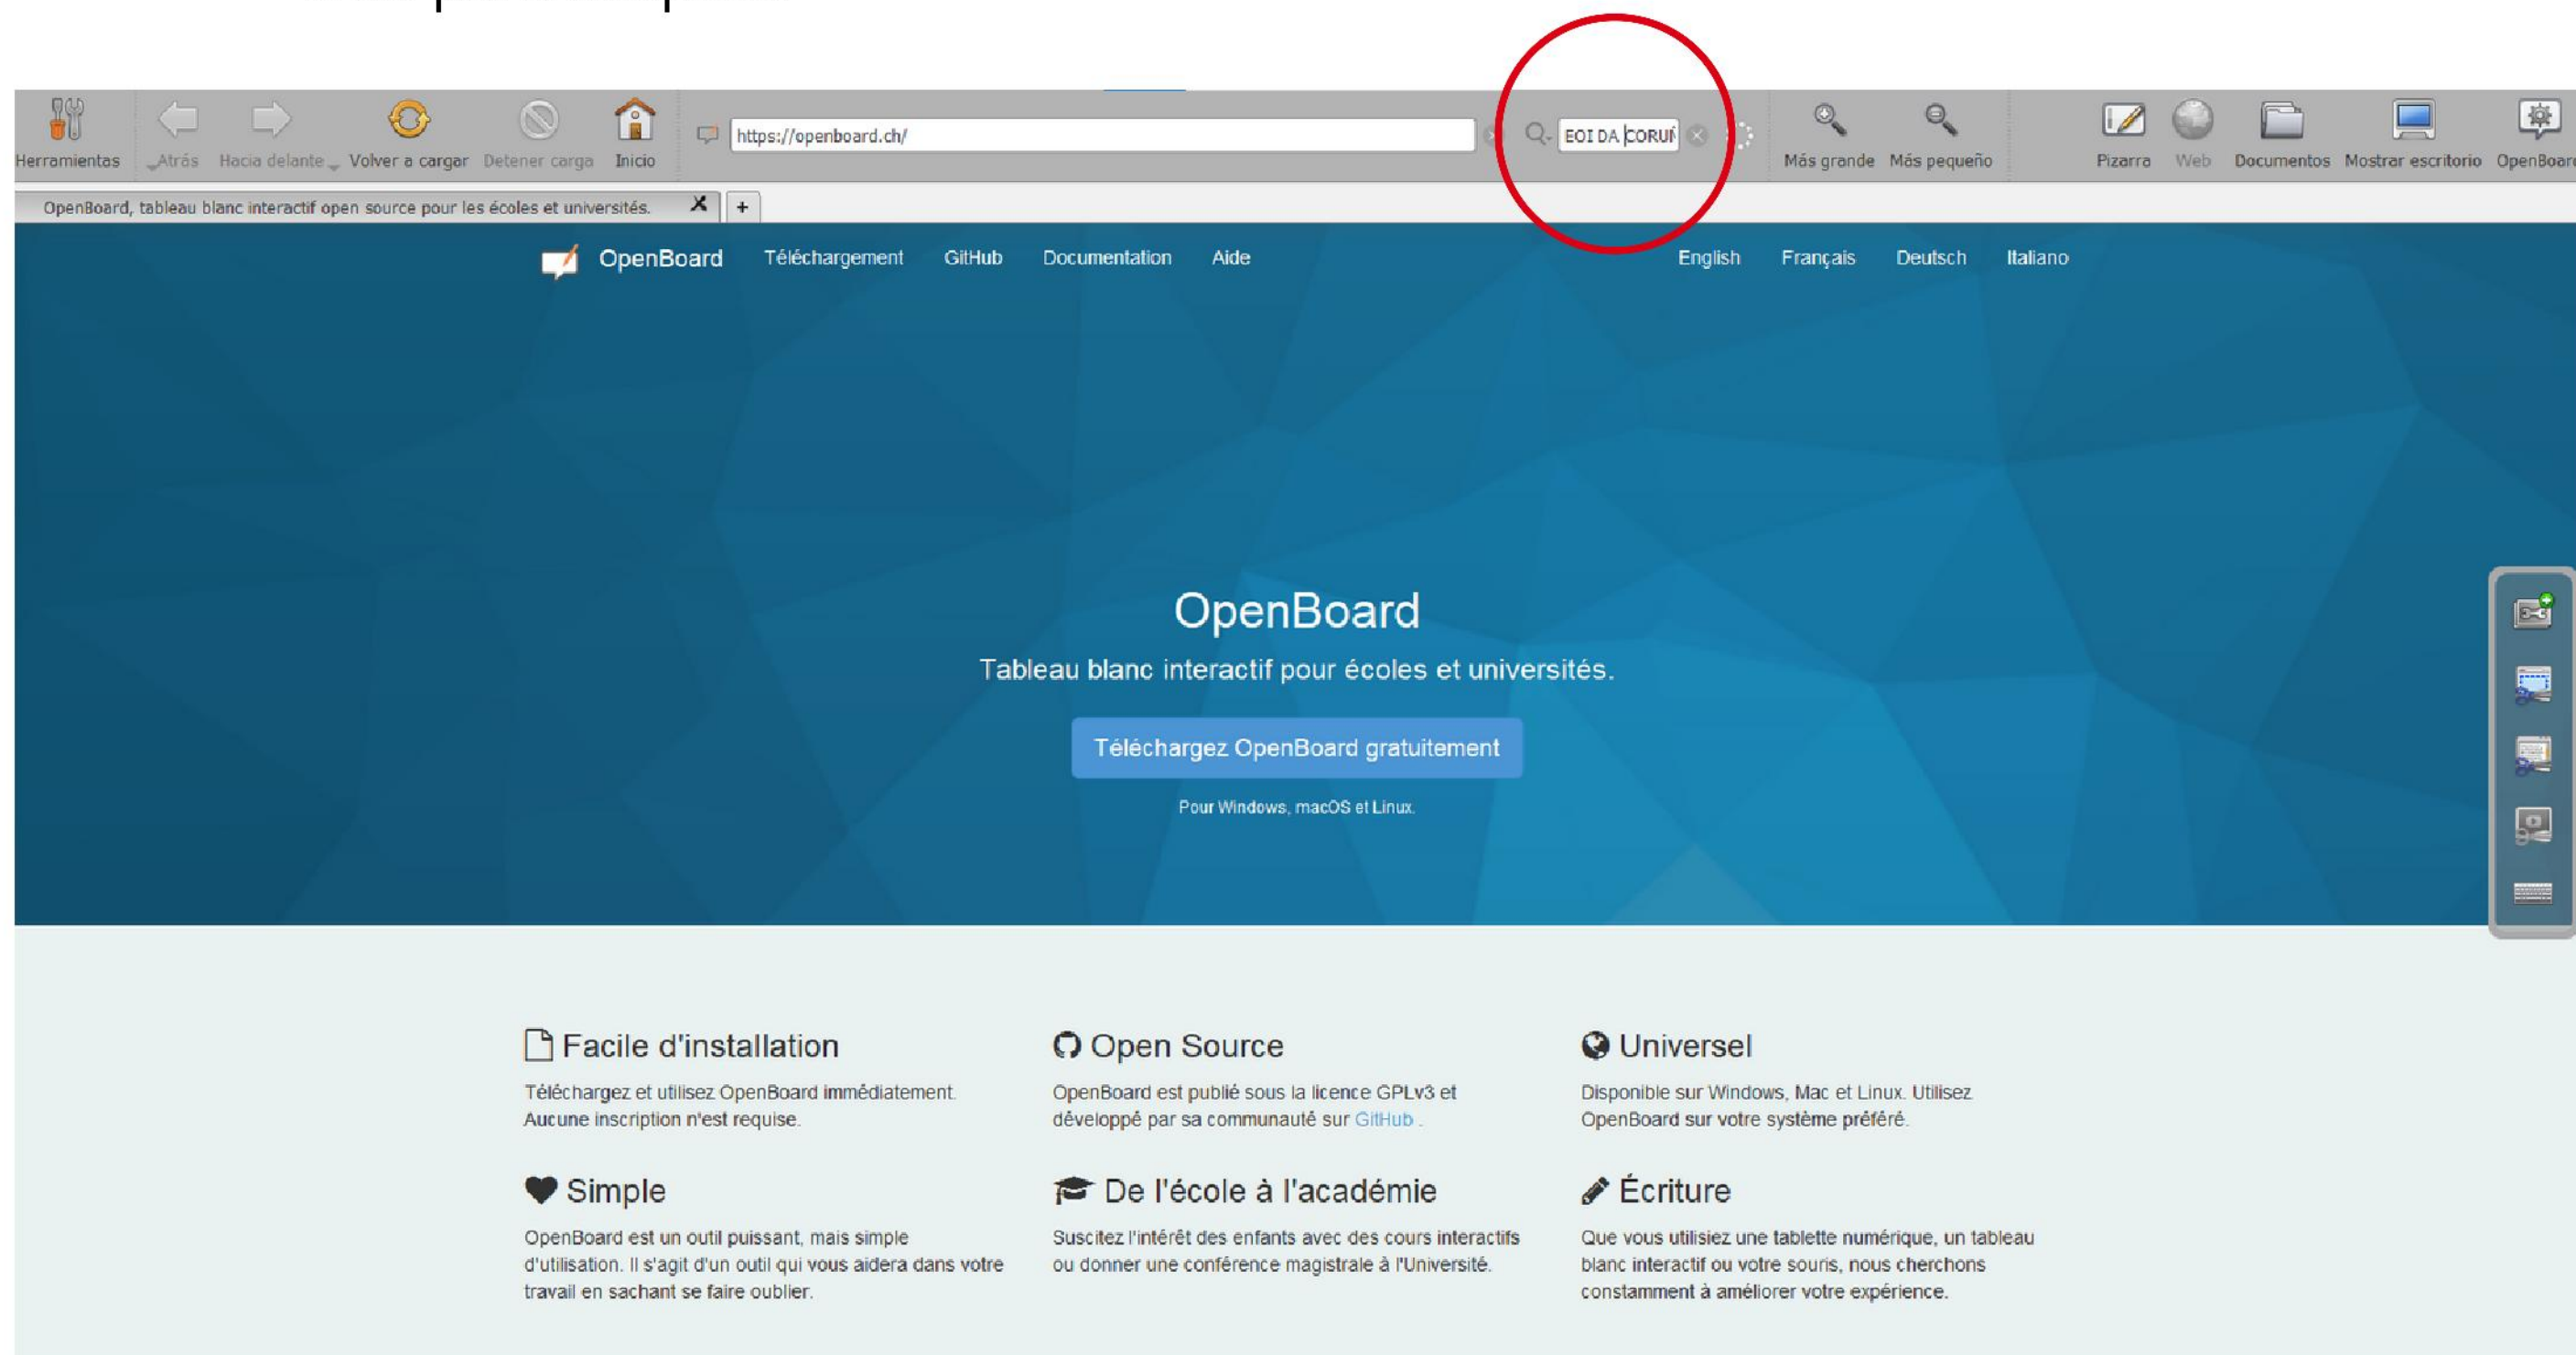 Herramientas Atrás Hacia delante Volver a cargar Detener carga Inicio https://openboard.ch/ EOI DA CORUÑ Más grande Más pequeño Pizarra Web Documentos Mostrar escritorio OpenBoard
OpenBoard, tableau blanc interactif open source pour les écoles et universités. +
OpenBoard Téléchargement GitHub Documentation Aide English Français Deutsch Italiano
OpenBoard
Tableau blanc interactif pour écoles et universités.
Téléchargez OpenBoard gratuitement
Pour Windows, macOS et Linux.
Facile d'installation
Téléchargez et utilisez OpenBoard immédiatement.
Aucune inscription n'est requise.
Open Source
OpenBoard est publié sous la licence GPLv3 et
développé par sa communauté sur GitHub .
Universel
Disponible sur Windows, Mac et Linux. Utilisez
OpenBoard sur votre système préféré.
Simple
OpenBoard est un outil puissant, mais simple
d'utilisation. Il s'agit d'un outil qui vous aidera dans votre
travail en sachant se faire oublier.
De l'école à l'académie
Suscitez l'intérêt des enfants avec des cours interactifs
ou donner une conférence magistrale à l'Université.
Écriture
Que vous utilisiez une tablette numérique, un tableau
blanc interactif ou votre souris, nous cherchons
constamment à améliorer votre expérience.